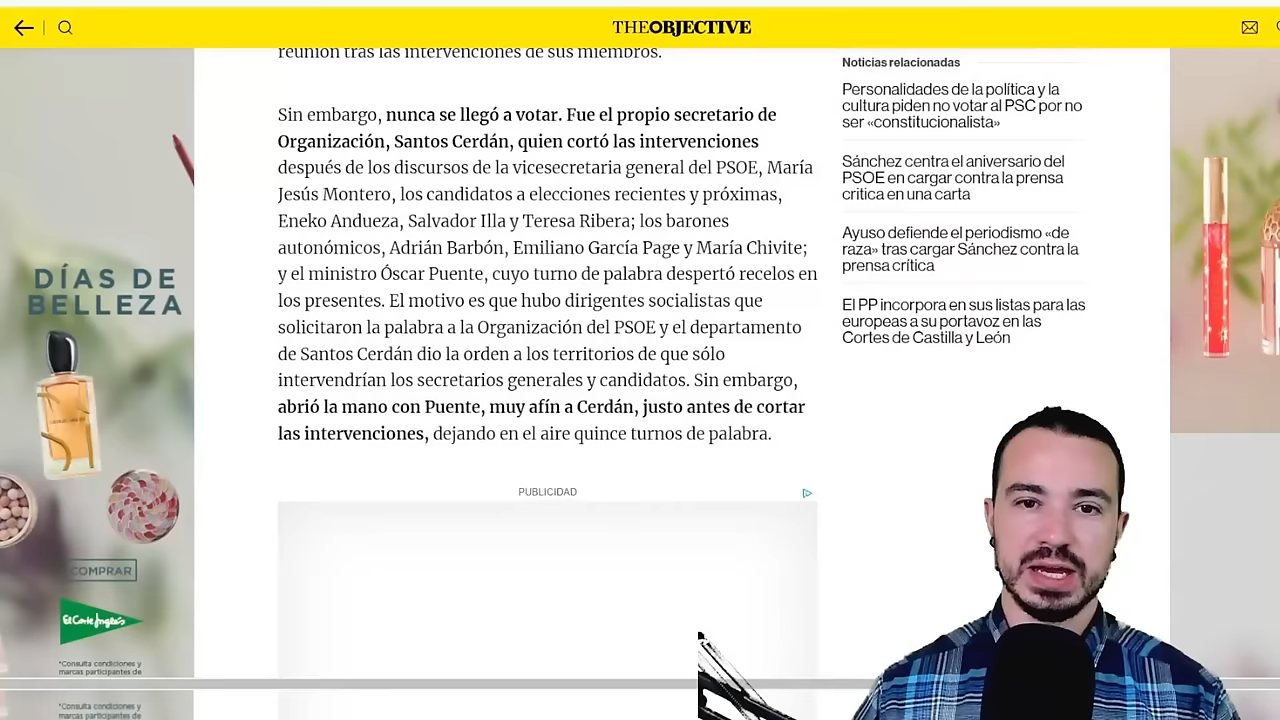 THE OBJECTIVE
reunión tras las intervenciones de sus miembros.
Sin embargo, nunca se llegó a votar. Fue el propio secretario de
Organización, Santos Cerdán, quien cortó las intervenciones
después de los discursos de la vicesecretaria general del PSOE, María
Jesús Montero, los candidatos a elecciones recientes y próximas,
Eneko Andueza, Salvador Illa y Teresa Ribera; los barones
autonómicos, Adrián Barbón, Emiliano García Page y María Chivite;
y el ministro Óscar Puente, cuyo turno de palabra despertó recelos en
los presentes. El motivo es que hubo dirigentes socialistas que
solicitaron la palabra a la Organización del PSOE y el departamento
de Santos Cerdán dio la orden a los territorios de que sólo
intervendrían los secretarios generales y candidatos. Sin embargo,
abrió la mano con Puente, muy afín a Cerdán, justo antes de cortar
las intervenciones, dejando en el aire quince turnos de palabra.
PUBLICIDAD
Noticias relacionadas
Personalidades de la política y la
cultura piden no votar al PSC por no
ser «constitucionalista»
Sánchez centra el aniversario del
PSOE en cargar contra la prensa
critica en una carta
Ayuso defiende el periodismo «de
raza» tras cargar Sánchez contra la
prensa crítica
El PP incorpora en sus listas para las
europeas a su portavoz en las
Cortes de Castilla y León
DÍAS DE
BELLEZA
COMPRAR
El Corte Inglés
*Consulta condiciones y
marcas participantes de
*Consulta condiciones y
marcas participantes de